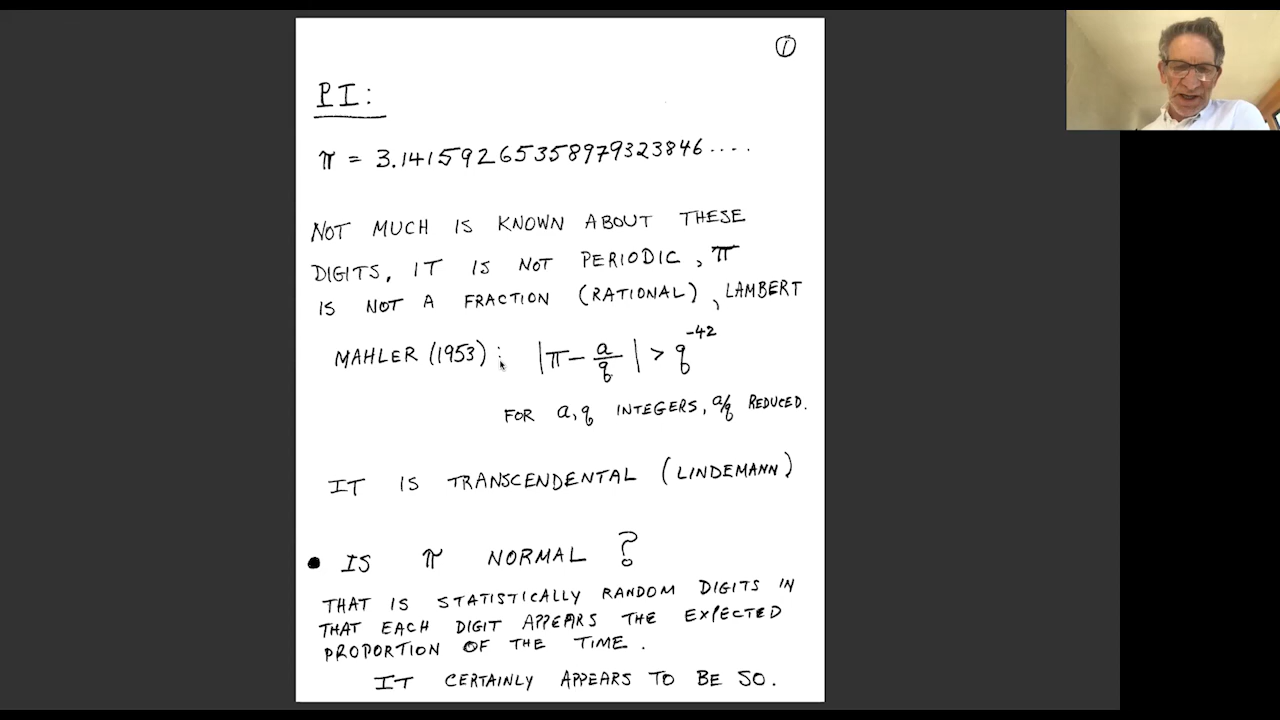 ①
PI:
π = 3.14159265358979323846....
NOT MUCH IS KNOWN ABOUT THESE
DIGITS, IT IS NOT PERIODIC, π
IS NOT A FRACTION (RATIONAL), LAMBERT
MAHLER (1953): |π - a/q| > q^-42
FOR a, q INTEGERS, a/q REDUCED.
IT IS TRANSCENDENTAL (LINDEMANN)
• IS π NORMAL ?
THAT IS STATISTICALLY RANDOM DIGITS IN
THAT EACH DIGIT APPEARS THE EXPECTED
PROPORTION OF THE TIME.
IT CERTAINLY APPEARS TO BE SO.